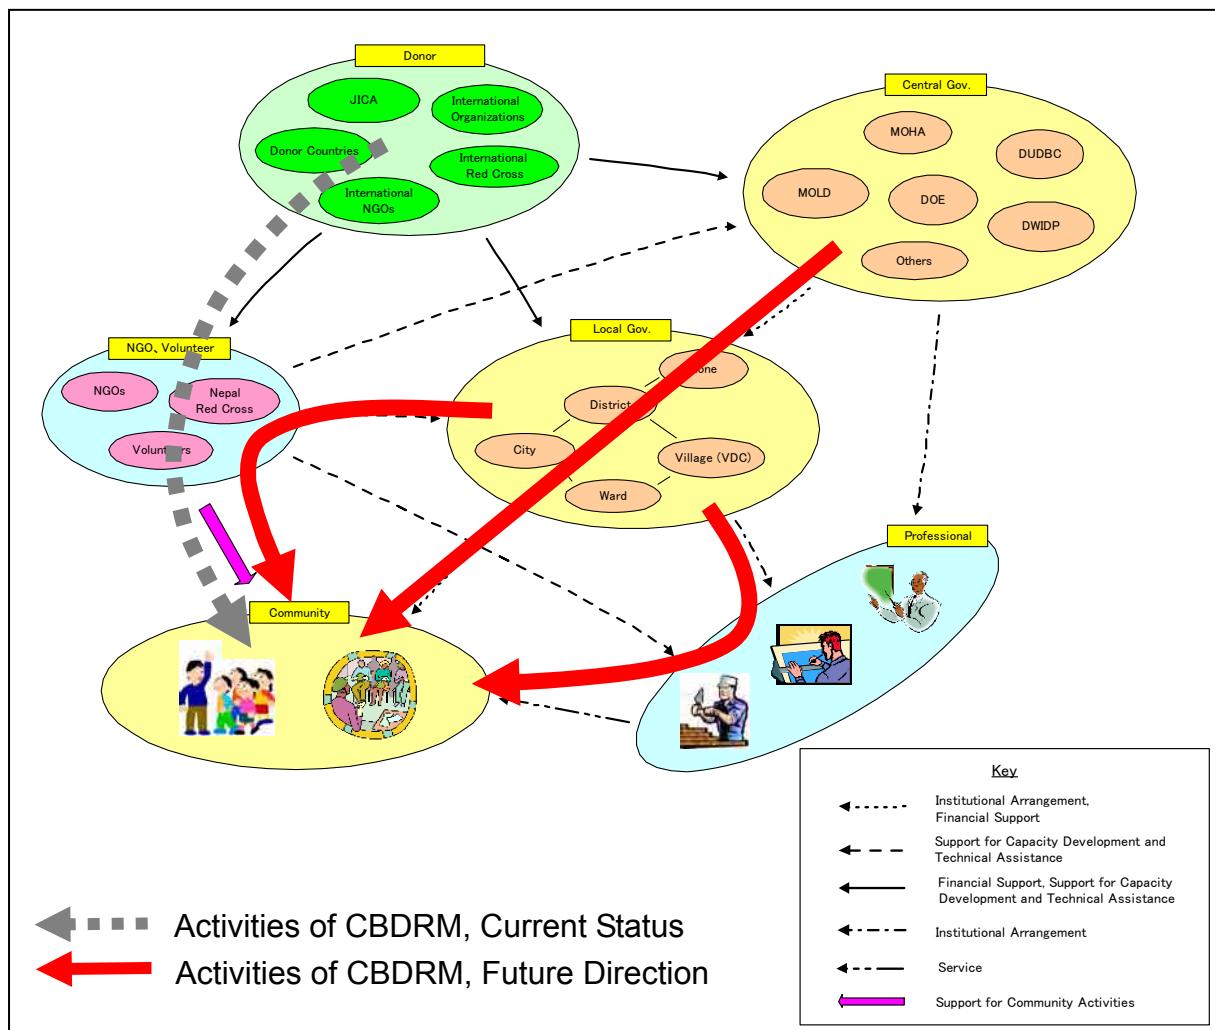 Donor
JICA
International
Organizations
Donor Countries
International
Red Cross
International
NGOs
Central Gov.
MOHA
DUDBC
MOLD
DOE
DWIDP
Others
NGO、Volunteer
NGOs
Nepal
Red Cross
Volunteers
Local Gov.
District
City
Village (VDC)
Ward
Professional
Community
Key
Institutional Arrangement,
Financial Support
Support for Capacity Development and
Technical Assistance
Financial Support, Support for Capacity
Development and Technical Assistance
Institutional Arrangement
Service
Support for Community Activities
Activities of CBDRM, Current Status
Activities of CBDRM, Future Direction